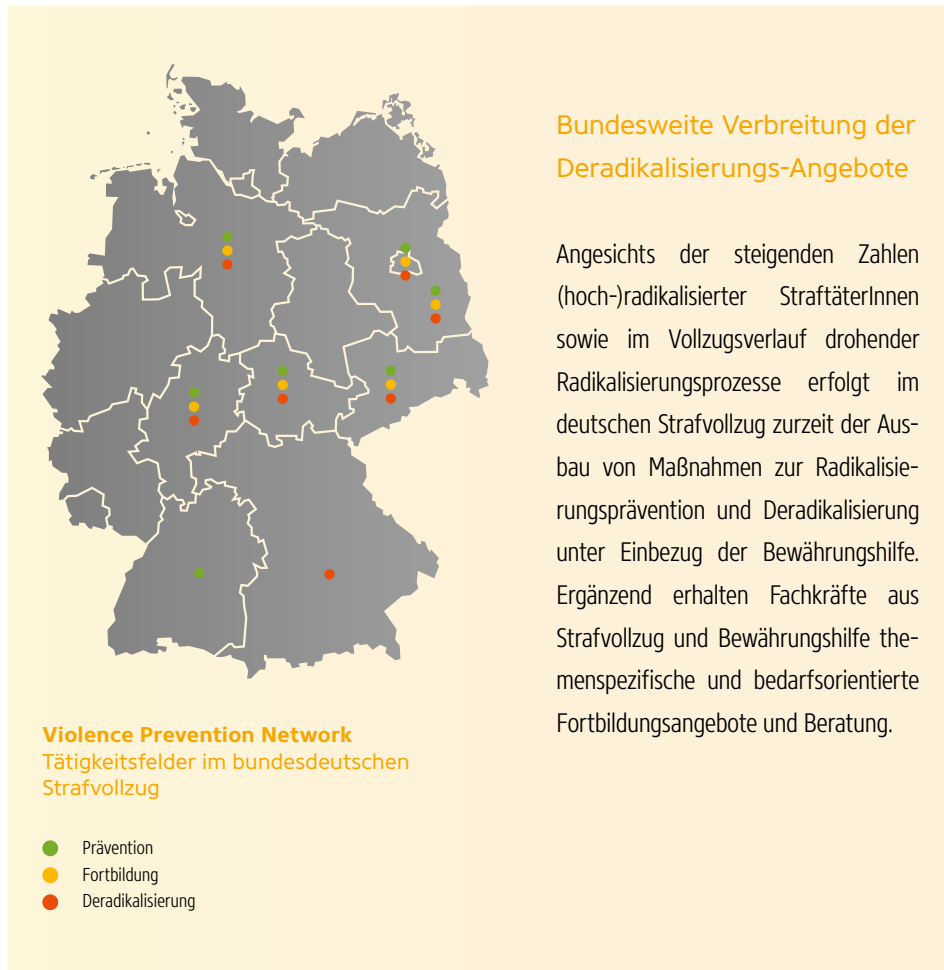 Bundesweite Verbreitung der
Deradikalisierungs-Angebote
Angesichts der steigenden Zahlen
(hoch-)radikalisierter StraftäterInnen
sowie im Vollzugsverlauf drohender
Radikalisierungsprozesse erfolgt im
deutschen Strafvollzug zurzeit der Aus-
bau von Maßnahmen zur Radikalisie-
rungsprävention und Deradikalisierung
unter Einbezug der Bewährungshilfe.
Ergänzend erhalten Fachkräfte aus
Strafvollzug und Bewährungshilfe the-
menspezifische und bedarfsorientierte
Fortbildungsangebote und Beratung.
Violence Prevention Network
Tätigkeitsfelder im bundesdeutschen
Strafvollzug
Prävention
Fortbildung
Deradikalisierung